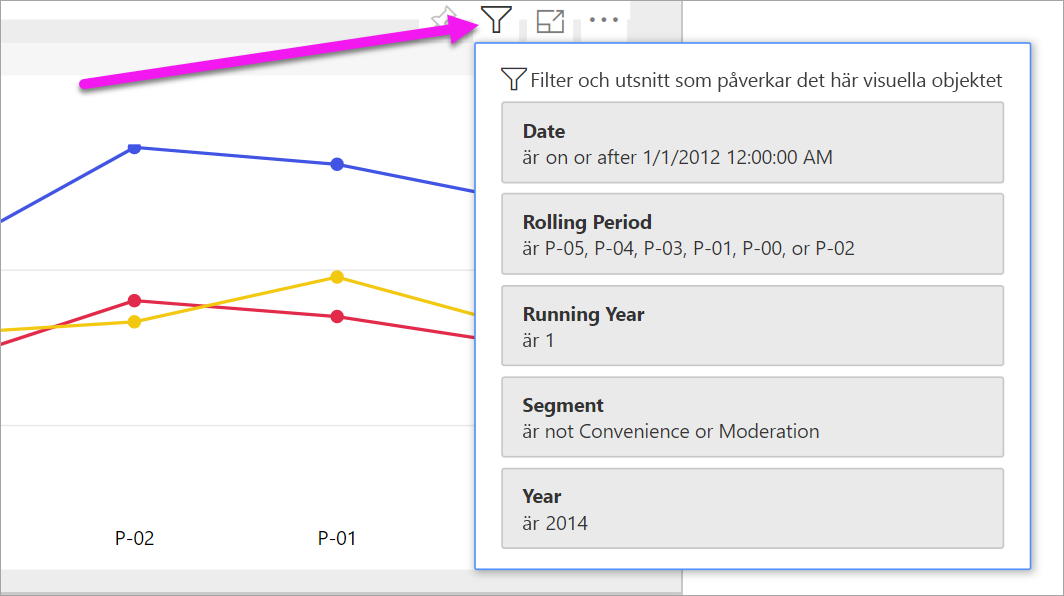 Filter och utsnitt som påverkar det här visuella objektet
Date
är on or after 1/1/2012 12:00:00 AM
Rolling Period
är P-05, P-04, P-03, P-01, P-00, or P-02
Running Year
är 1
Segment
är not Convenience or Moderation
Year
är 2014
P-02
P-01